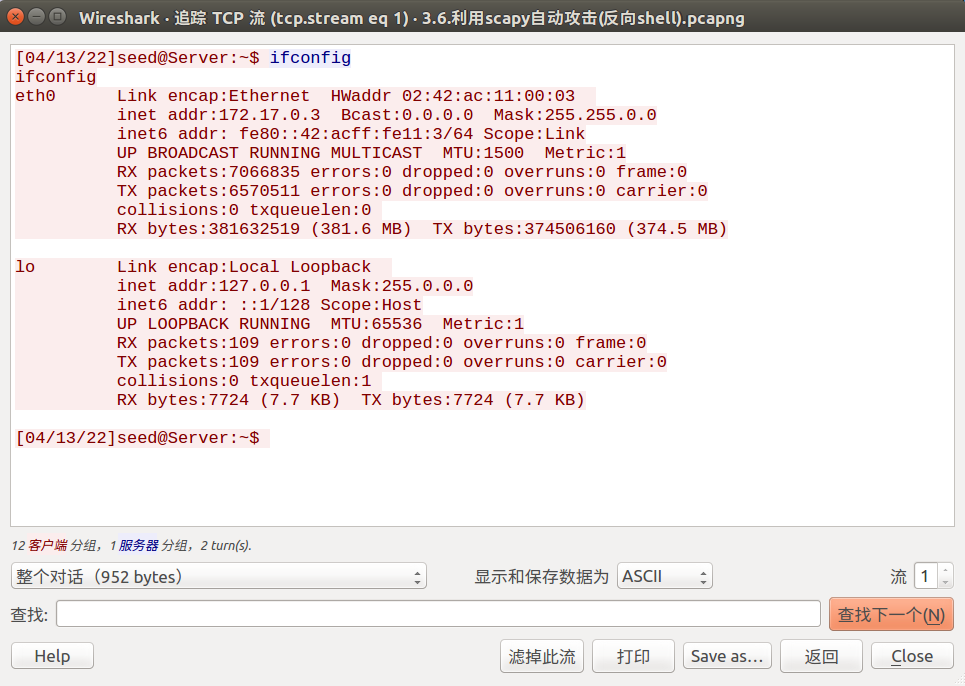 Wireshark · 追踪 TCP 流 (tcp.stream eq 1) · 3.6.利用scapy自动攻击(反向shell).pcapng
[04/13/22]seed@Server:~$ ifconfig
ifconfig
eth0      Link encap:Ethernet  HWaddr 02:42:ac:11:00:03
          inet addr:172.17.0.3  Bcast:0.0.0.0  Mask:255.255.0.0
          inet6 addr: fe80::42:acff:fe11:3/64 Scope:Link
          UP BROADCAST RUNNING MULTICAST  MTU:1500  Metric:1
          RX packets:7066835 errors:0 dropped:0 overruns:0 frame:0
          TX packets:6570511 errors:0 dropped:0 overruns:0 carrier:0
          collisions:0 txqueuelen:0
          RX bytes:381632519 (381.6 MB)  TX bytes:374506160 (374.5 MB)
lo        Link encap:Local Loopback
          inet addr:127.0.0.1  Mask:255.0.0.0
          inet6 addr: ::1/128 Scope:Host
          UP LOOPBACK RUNNING  MTU:65536  Metric:1
          RX packets:109 errors:0 dropped:0 overruns:0 frame:0
          TX packets:109 errors:0 dropped:0 overruns:0 carrier:0
          collisions:0 txqueuelen:1
          RX bytes:7724 (7.7 KB)  TX bytes:7724 (7.7 KB)
[04/13/22]seed@Server:~$
12 客户端 分组，1 服务器 分组，2 turn(s).
整个对话（952 bytes） 显示和保存数据为 ASCII 流 1
查找: 查找下一个(N)
Help 滤掉此流 打印 Save as… 返回 Close